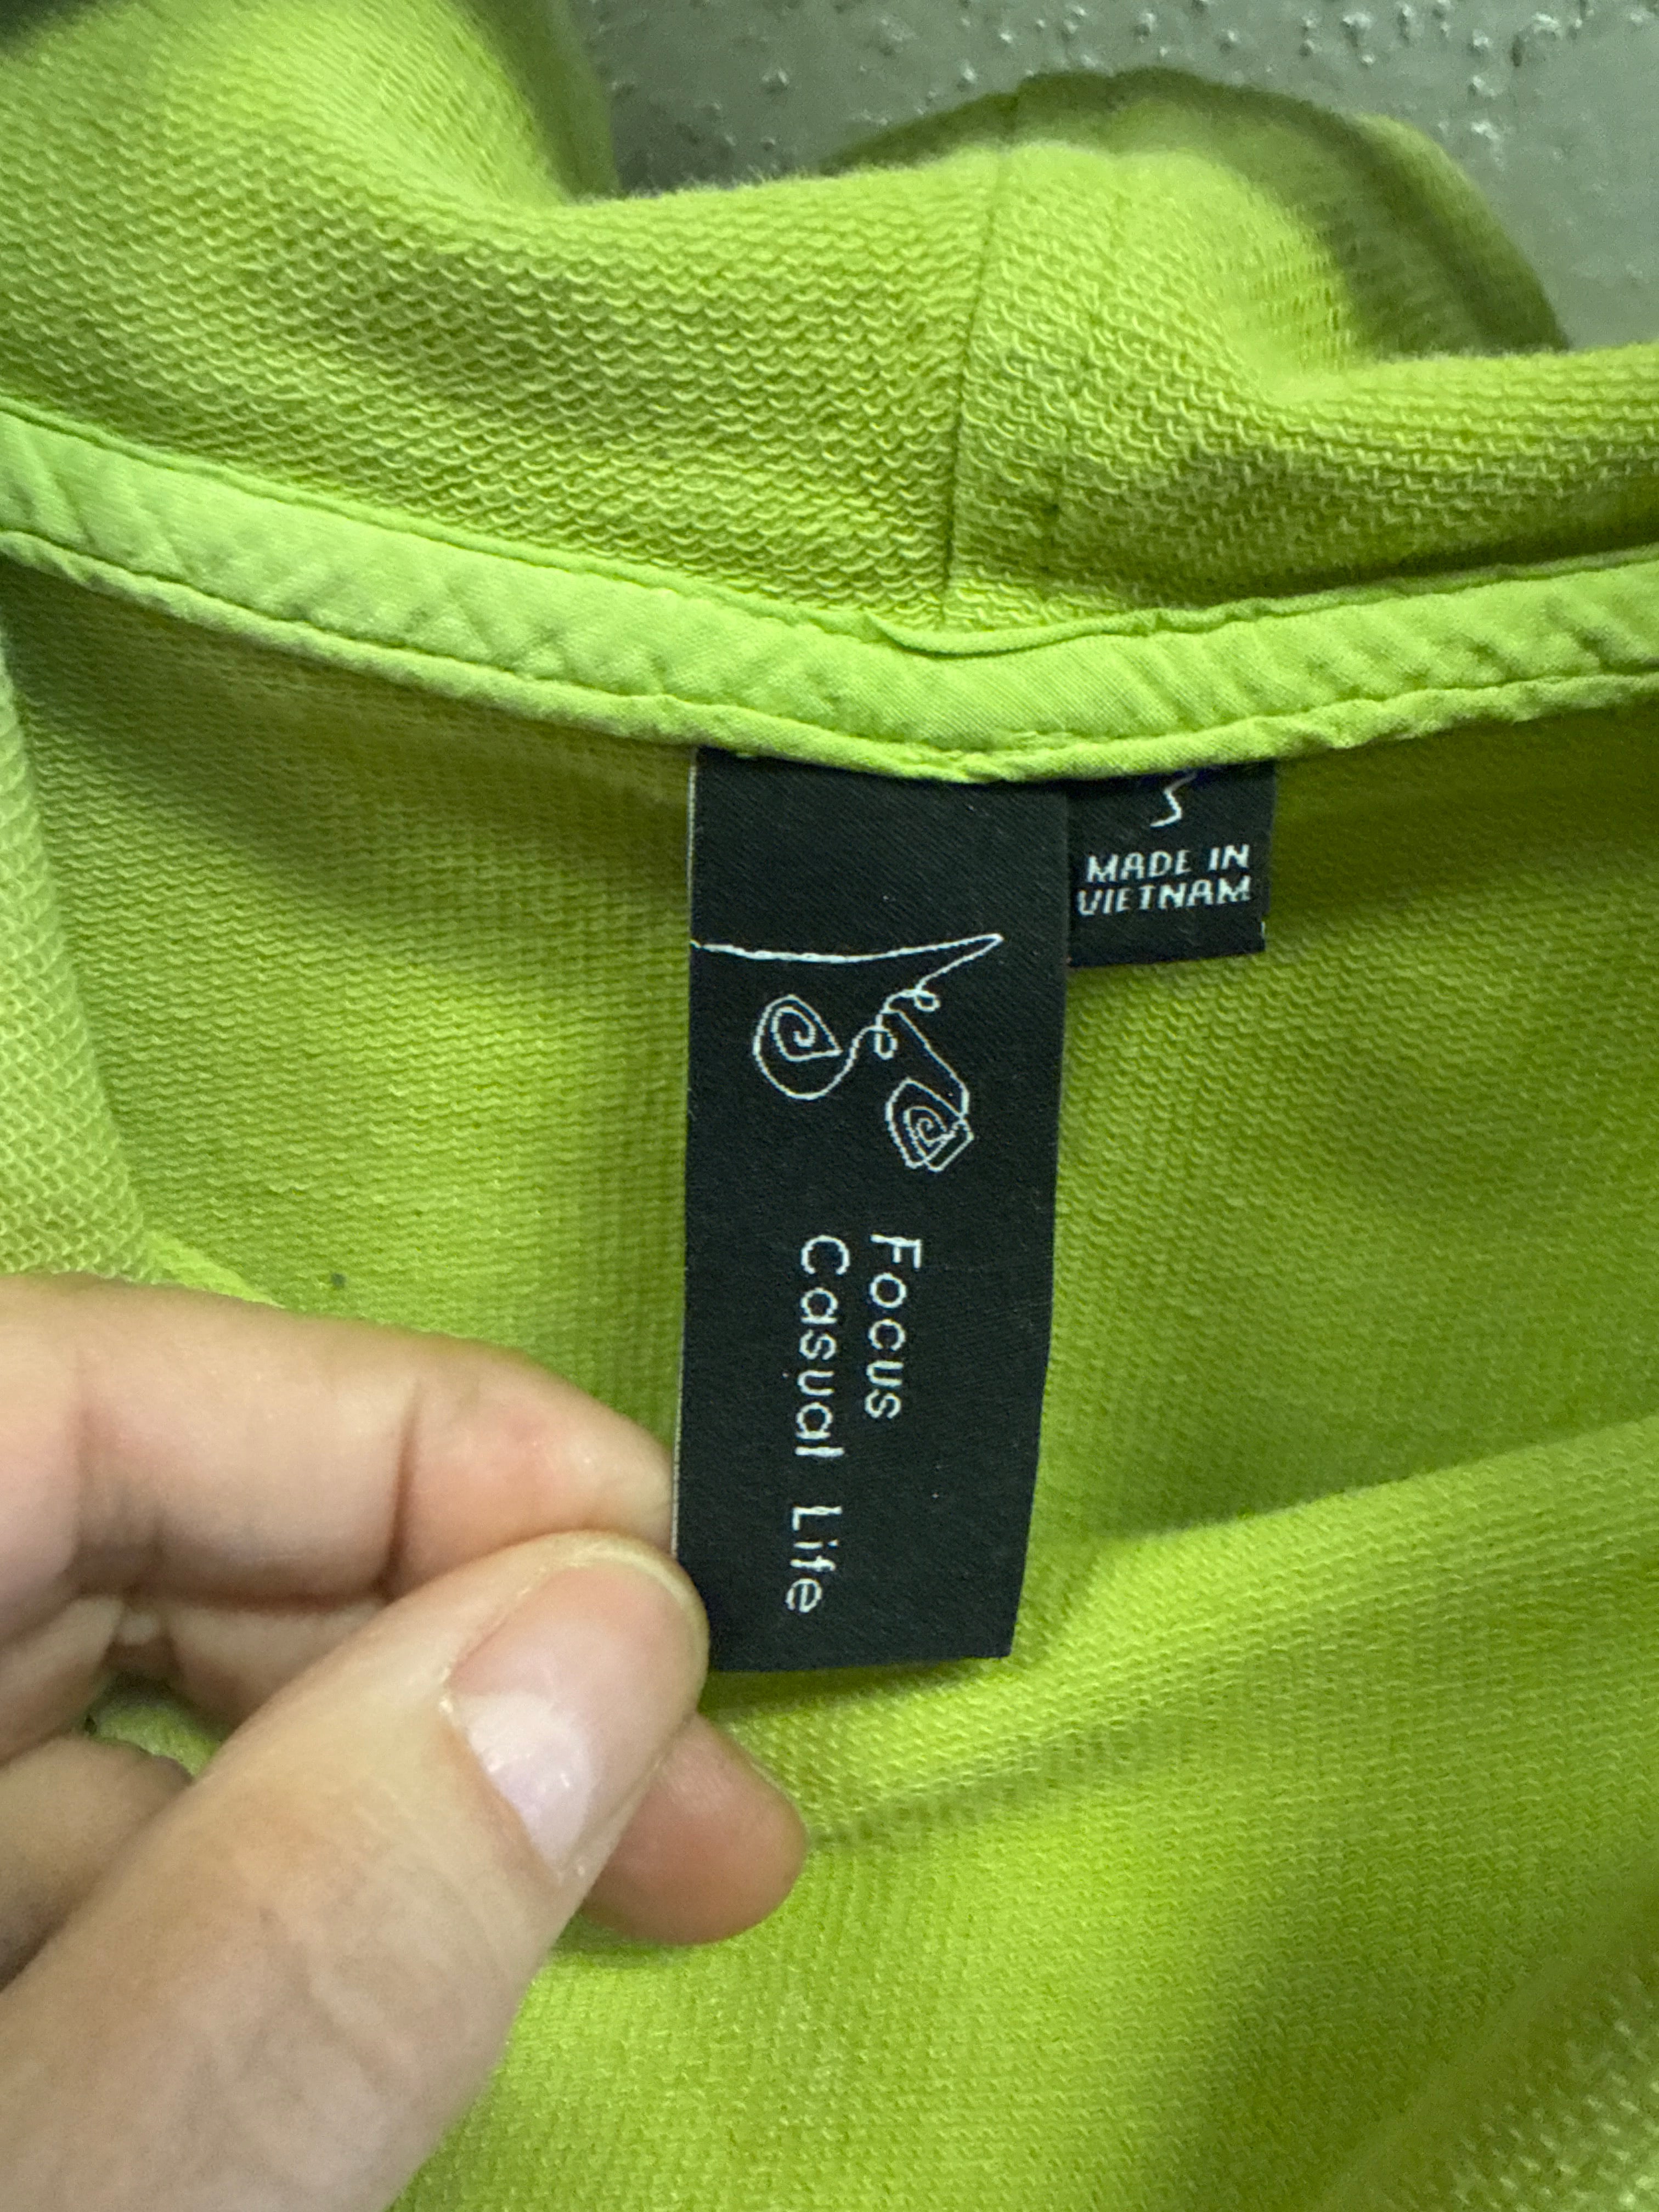 Focus
Casual Life
S
MADE IN
VIETNAM